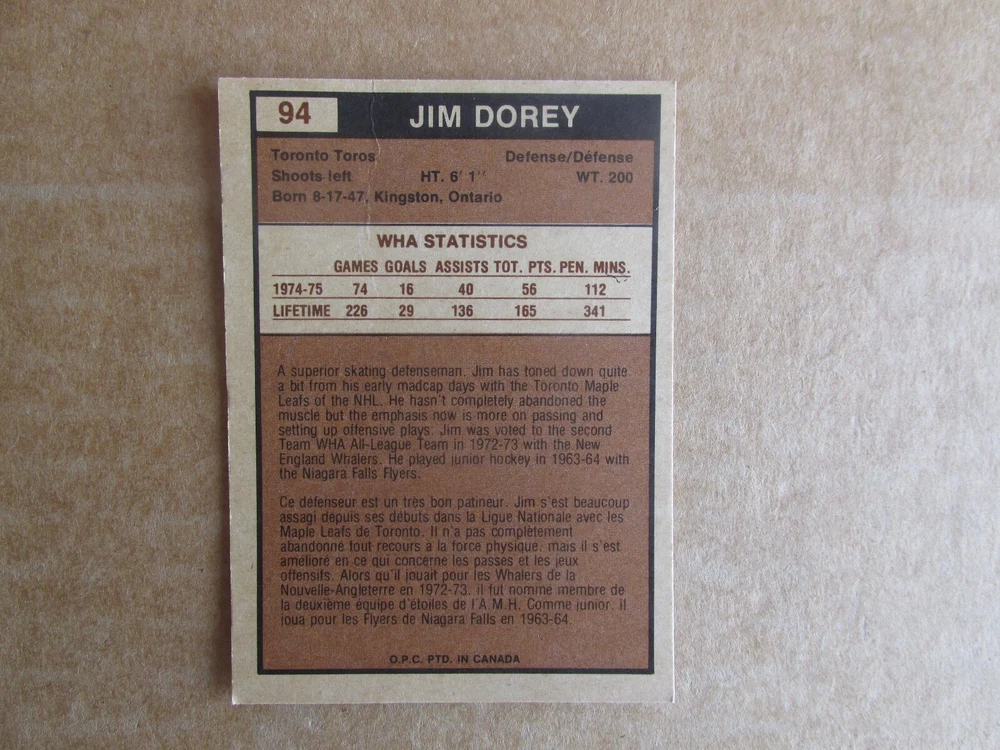 94 JIM DOREY
Toronto Toros Defense/Défense
Shoots left HT. 6' 1'' WT. 200
Born 8-17-47, Kingston, Ontario
WHA STATISTICS
GAMES GOALS ASSISTS TOT. PTS. PEN. MINS.
1974-75 74 16 40 56 112
LIFETIME 226 29 136 165 341
A superior skating defenseman, Jim has toned down quite
a bit from his early madcap days with the Toronto Maple
Leafs of the NHL. He hasn't completely abandoned the
muscle but the emphasis now is more on passing and
setting up offensive plays. Jim was voted to the second
Team WHA All-League Team in 1972-73 with the New
England Whalers. He played junior hockey in 1963-64 with
the Niagara Falls Flyers.
Ce défenseur est un très bon patineur. Jim s'est beaucoup
assagi depuis ses débuts dans la Ligue Nationale avec les
Maple Leafs de Toronto. Il n'a pas complètement
abandonné tout recours à la force physique, mais il s'est
amélioré en ce qui concerne les passes et les jeux
offensifs. Alors qu'il jouait pour les Whalers de la
Nouvelle-Angleterre en 1972-73, il fut nommé membre de
la deuxième équipe d'étoiles de l'A.M.H. Comme junior, il
joua pour les Flyers de Niagara Falls en 1963-64.
O.P.C. PTD. IN CANADA